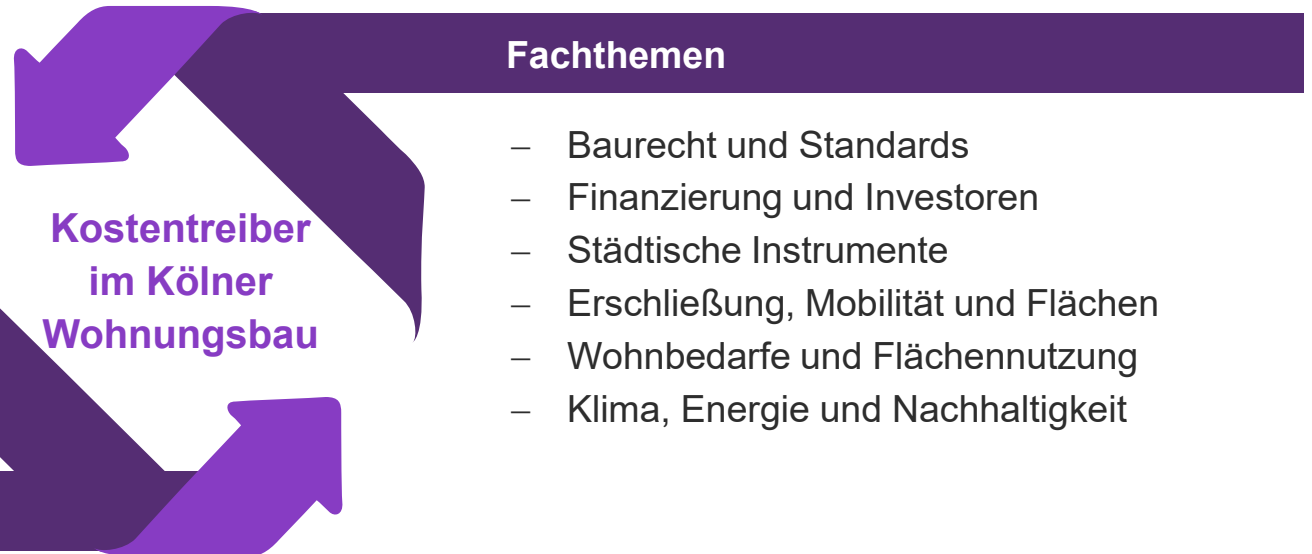 Fachthemen
Kostentreiber
im Kölner
Wohnungsbau
– Baurecht und Standards
– Finanzierung und Investoren
– Städtische Instrumente
– Erschließung, Mobilität und Flächen
– Wohnbedarfe und Flächennutzung
– Klima, Energie und Nachhaltigkeit